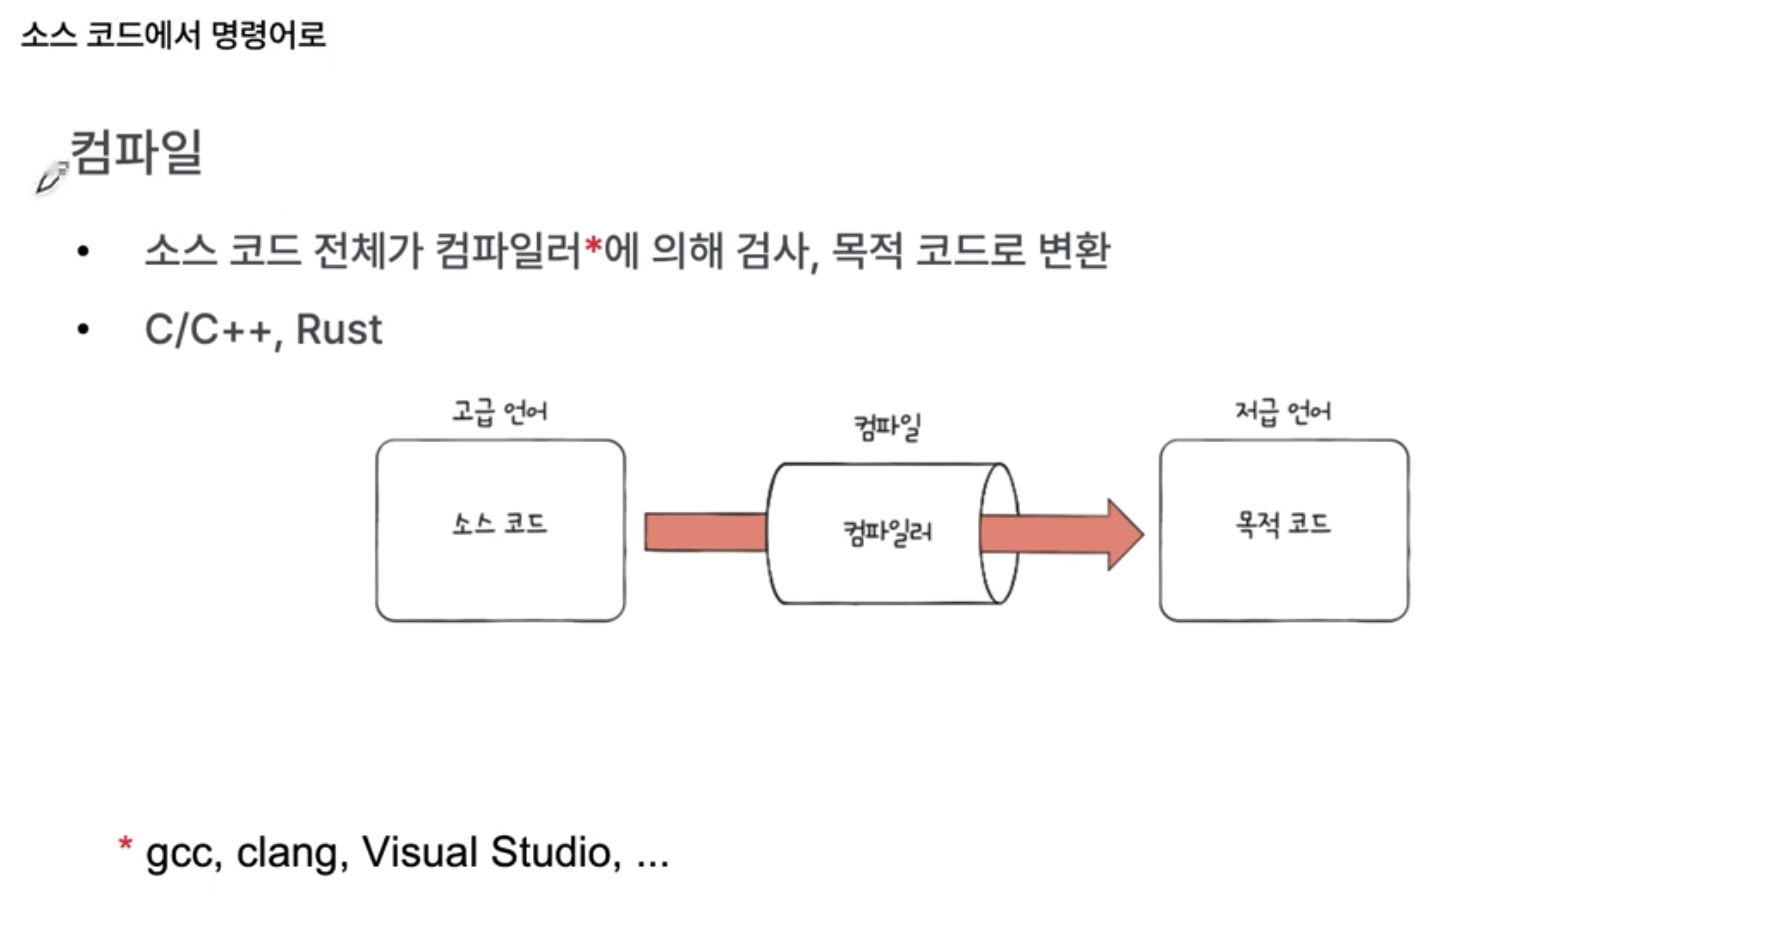 소스 코드에서 명령어로
컴파일
• 소스 코드 전체가 컴파일러*에 의해 검사, 목적 코드로 변환
• C/C++, Rust
고급 언어
컴파일
저급 언어
소스 코드
컴파일러
목적 코드
* gcc, clang, Visual Studio, ...